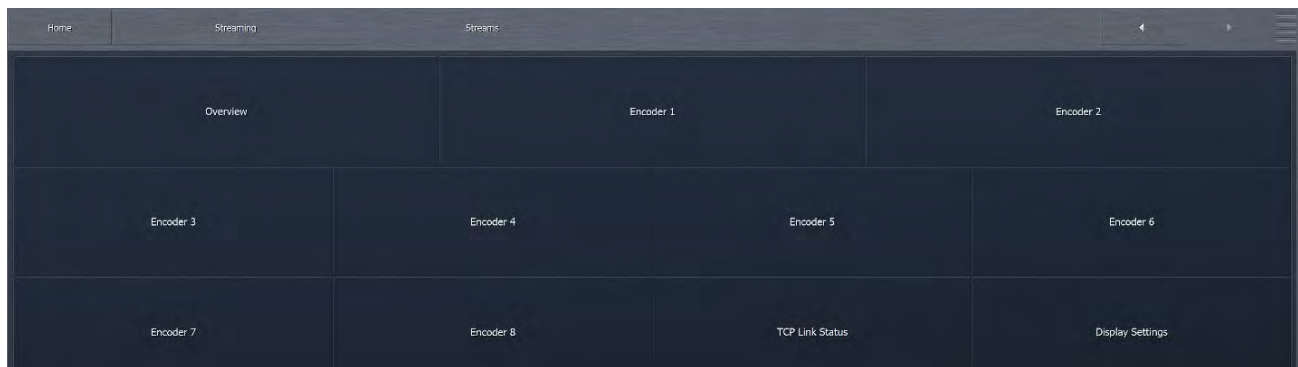 Home Streaming Streams
Overview Encoder 1 Encoder 2
Encoder 3 Encoder 4 Encoder 5 Encoder 6
Encoder 7 Encoder 8 TCP Link Status Display Settings